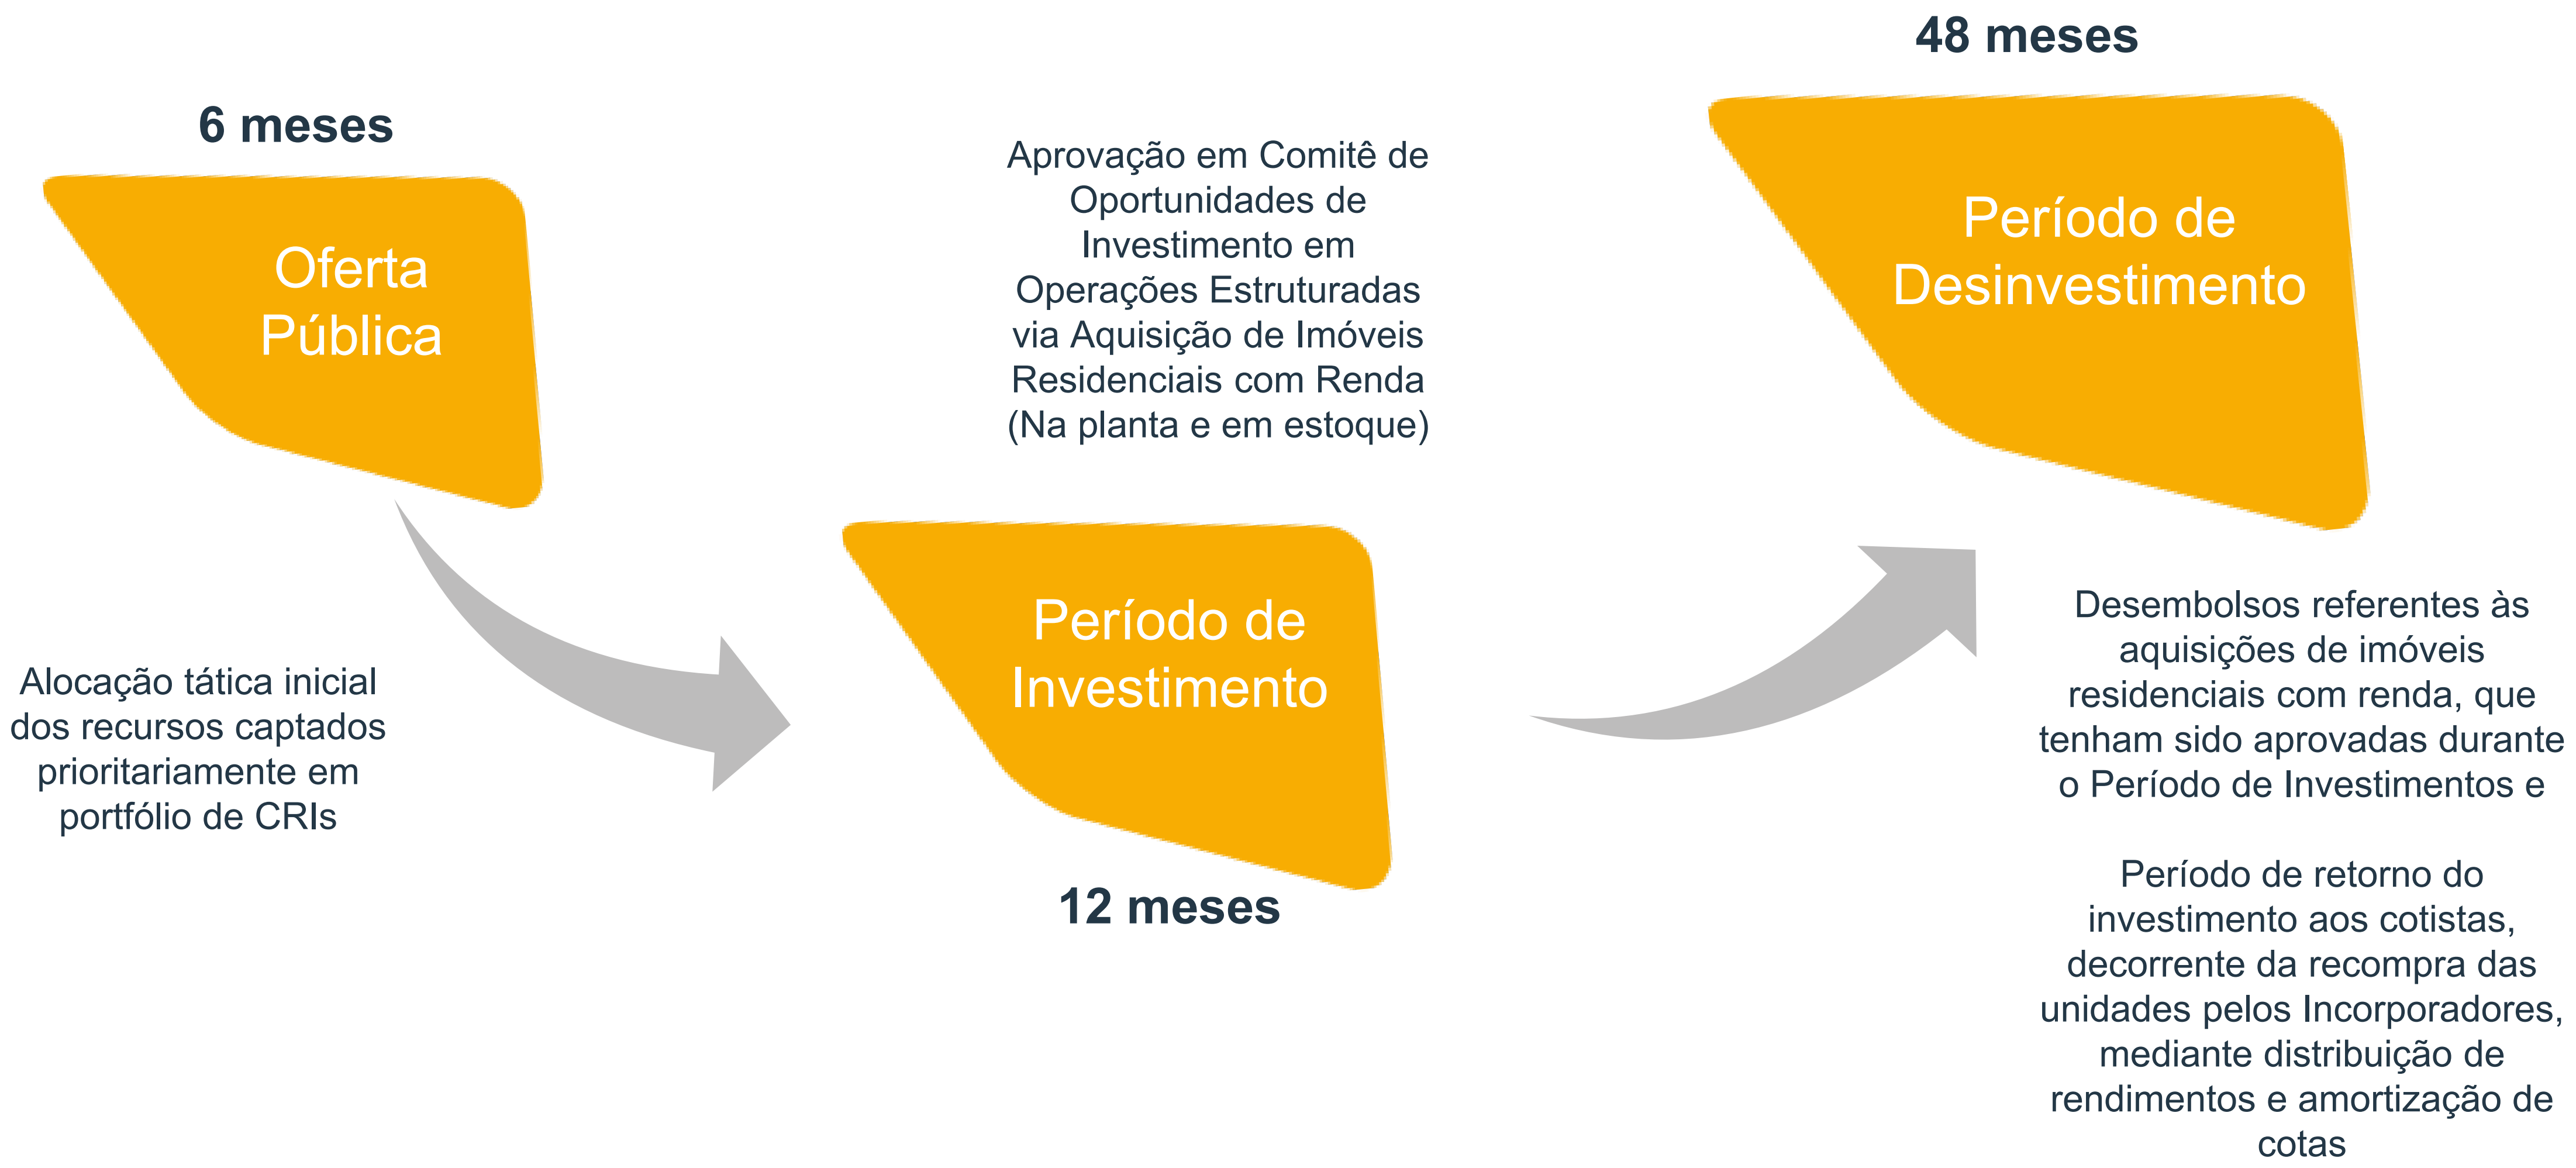 6 meses
Oferta
Pública
Alocação tática inicial
dos recursos captados
prioritariamente em
portfólio de CRIs
Aprovação em Comitê de
Oportunidades de
Investimento em
Operações Estruturadas
via Aquisição de Imóveis
Residenciais com Renda
(Na planta e em estoque)
Período de
Investimento
12 meses
48 meses
Período de
Desinvestimento
Desembolsos referentes às
aquisições de imóveis
residenciais com renda, que
tenham sido aprovadas durante
o Período de Investimentos e
Período de retorno do
investimento aos cotistas,
decorrente da recompra das
unidades pelos Incorporadores,
mediante distribuição de
rendimentos e amortização de
cotas